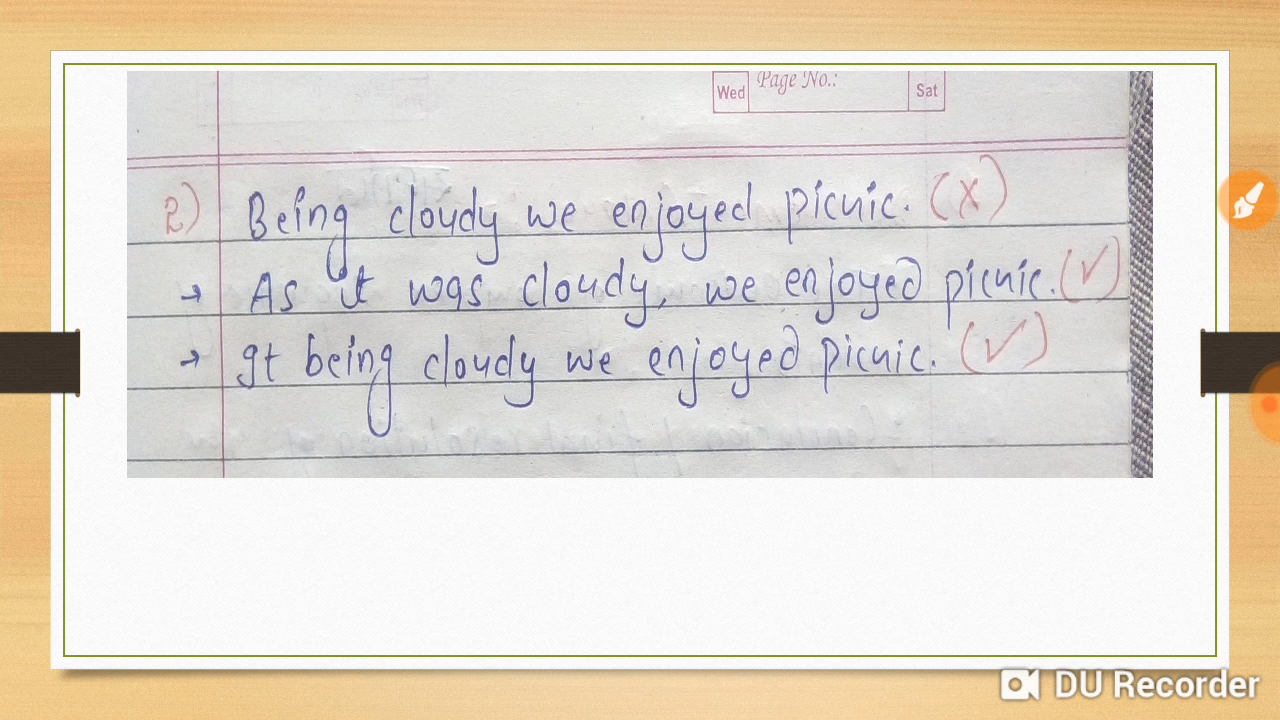 Wed Page No.: Sat
2) Being cloudy we enjoyed picnic. (x)
→ As it was cloudy, we enjoyed picnic. (✓)
→ It being cloudy we enjoyed picnic. (✓)
DU Recorder